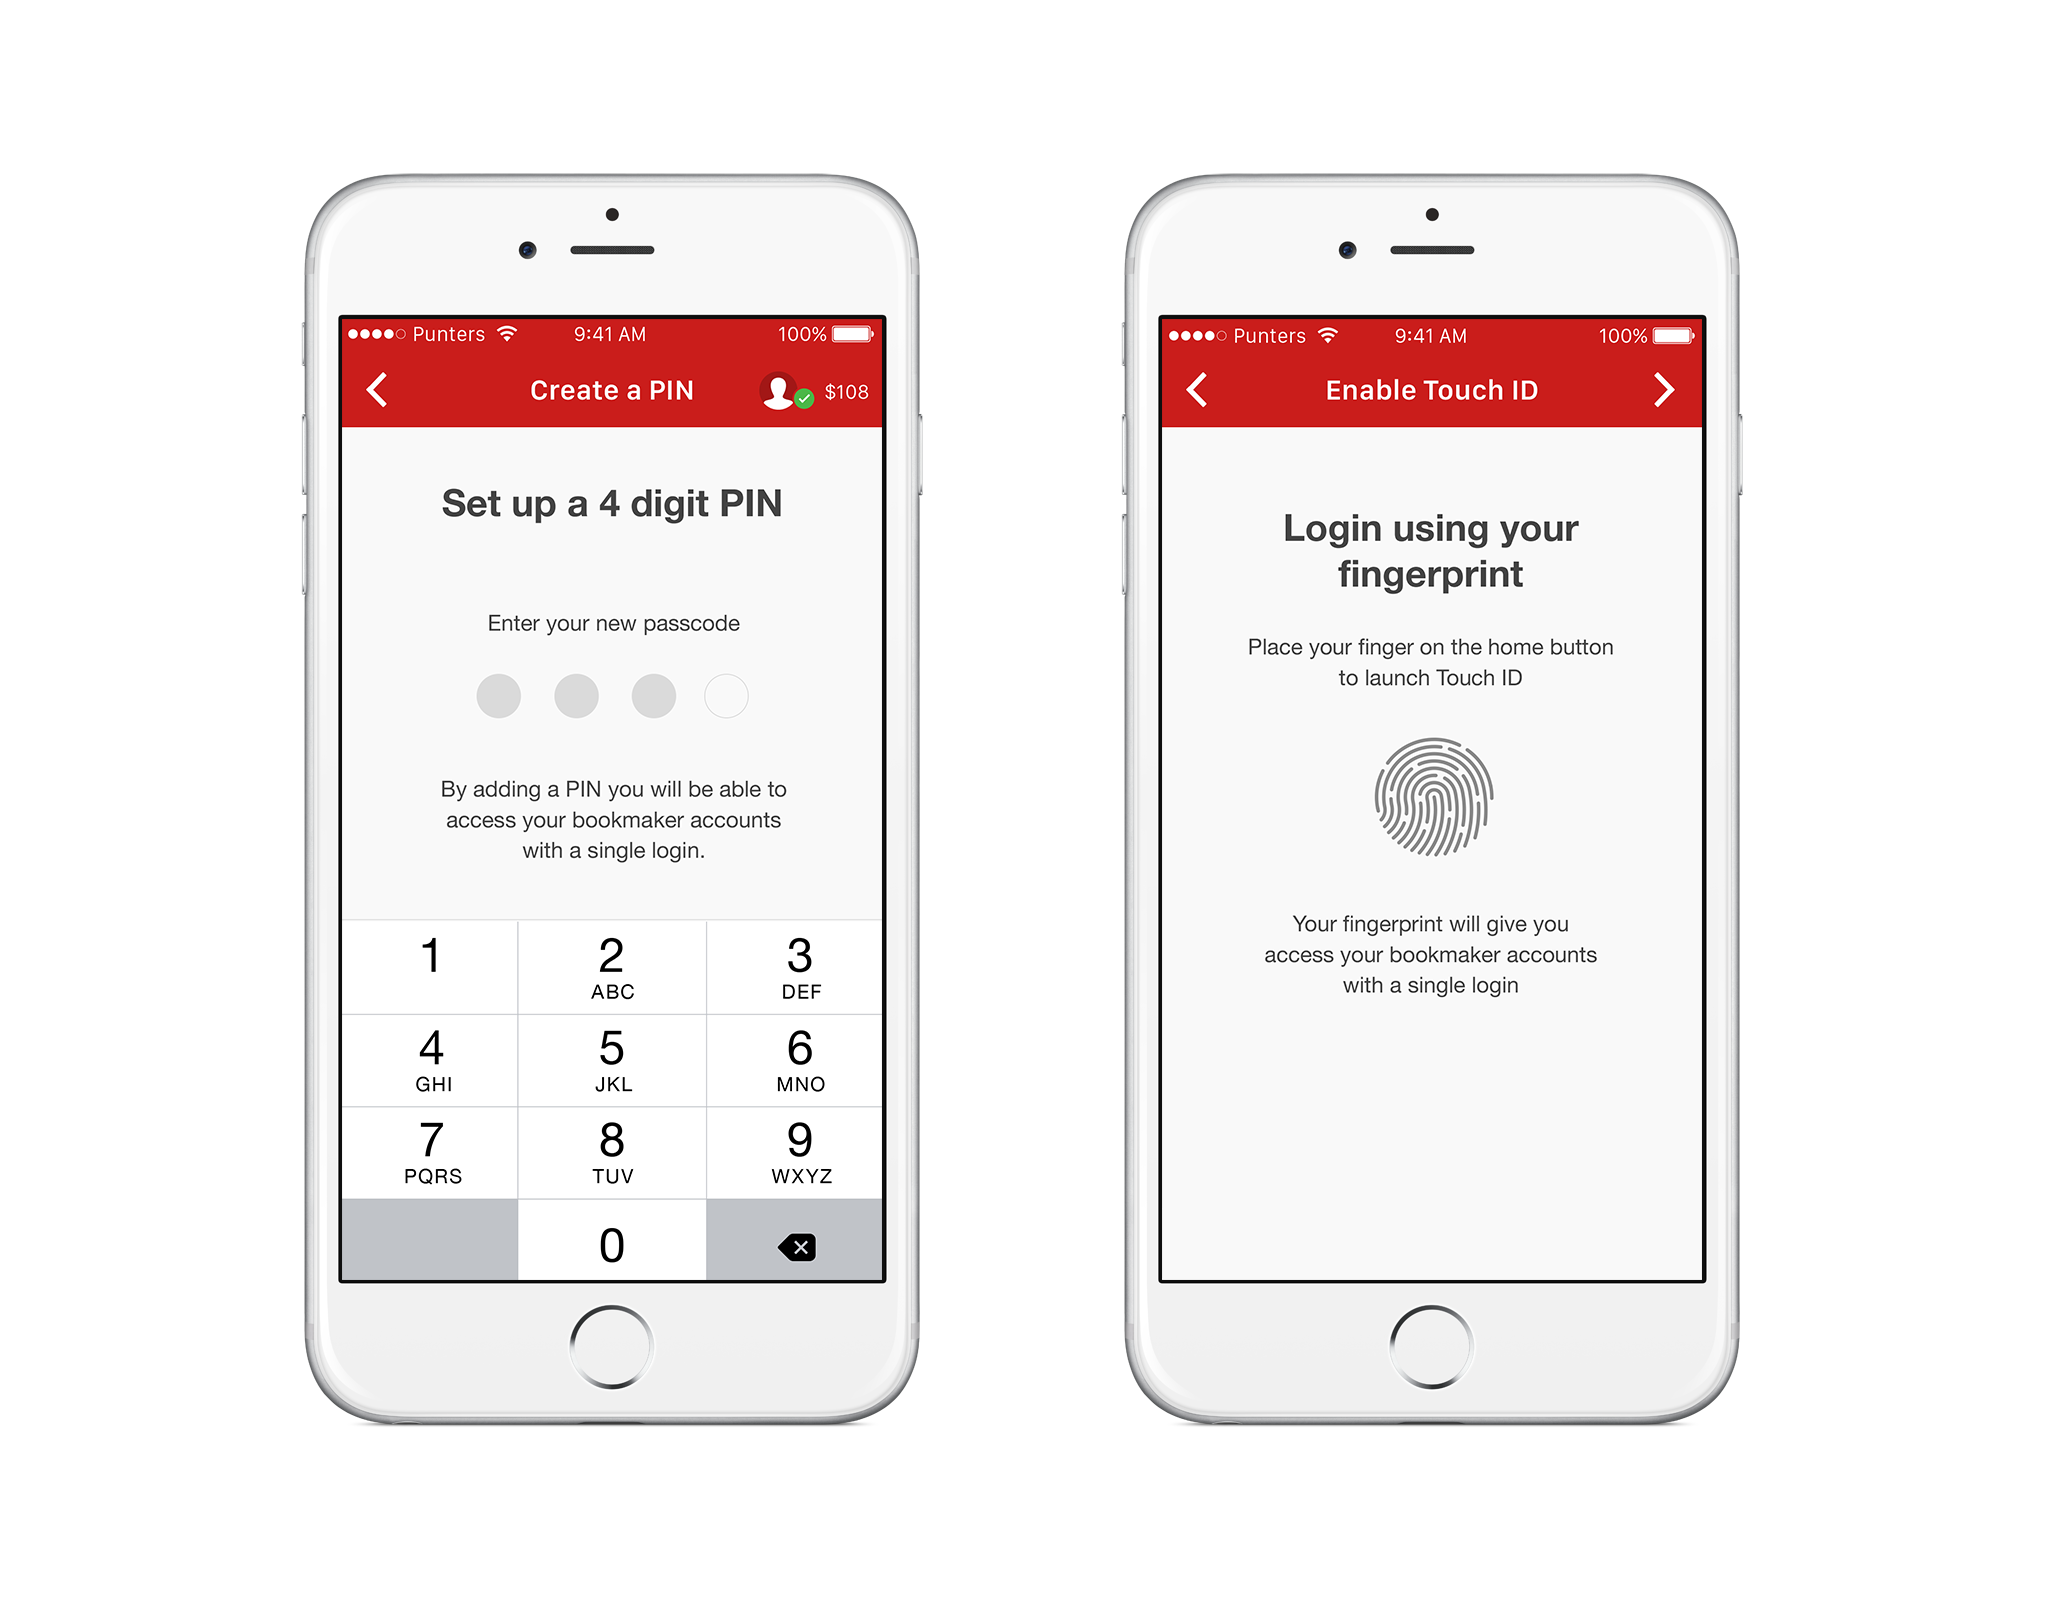 Punters 9:41 AM 100%
Create a PIN $108
Set up a 4 digit PIN
Enter your new passcode
By adding a PIN you will be able to
access your bookmaker accounts
with a single login.
1 2 3
ABC DEF
4 5 6
GHI JKL MNO
7 8 9
PQRS TUV WXYZ
0
Punters 9:41 AM 100%
Enable Touch ID
Login using your
fingerprint
Place your finger on the home button
to launch Touch ID
Your fingerprint will give you
access your bookmaker accounts
with a single login